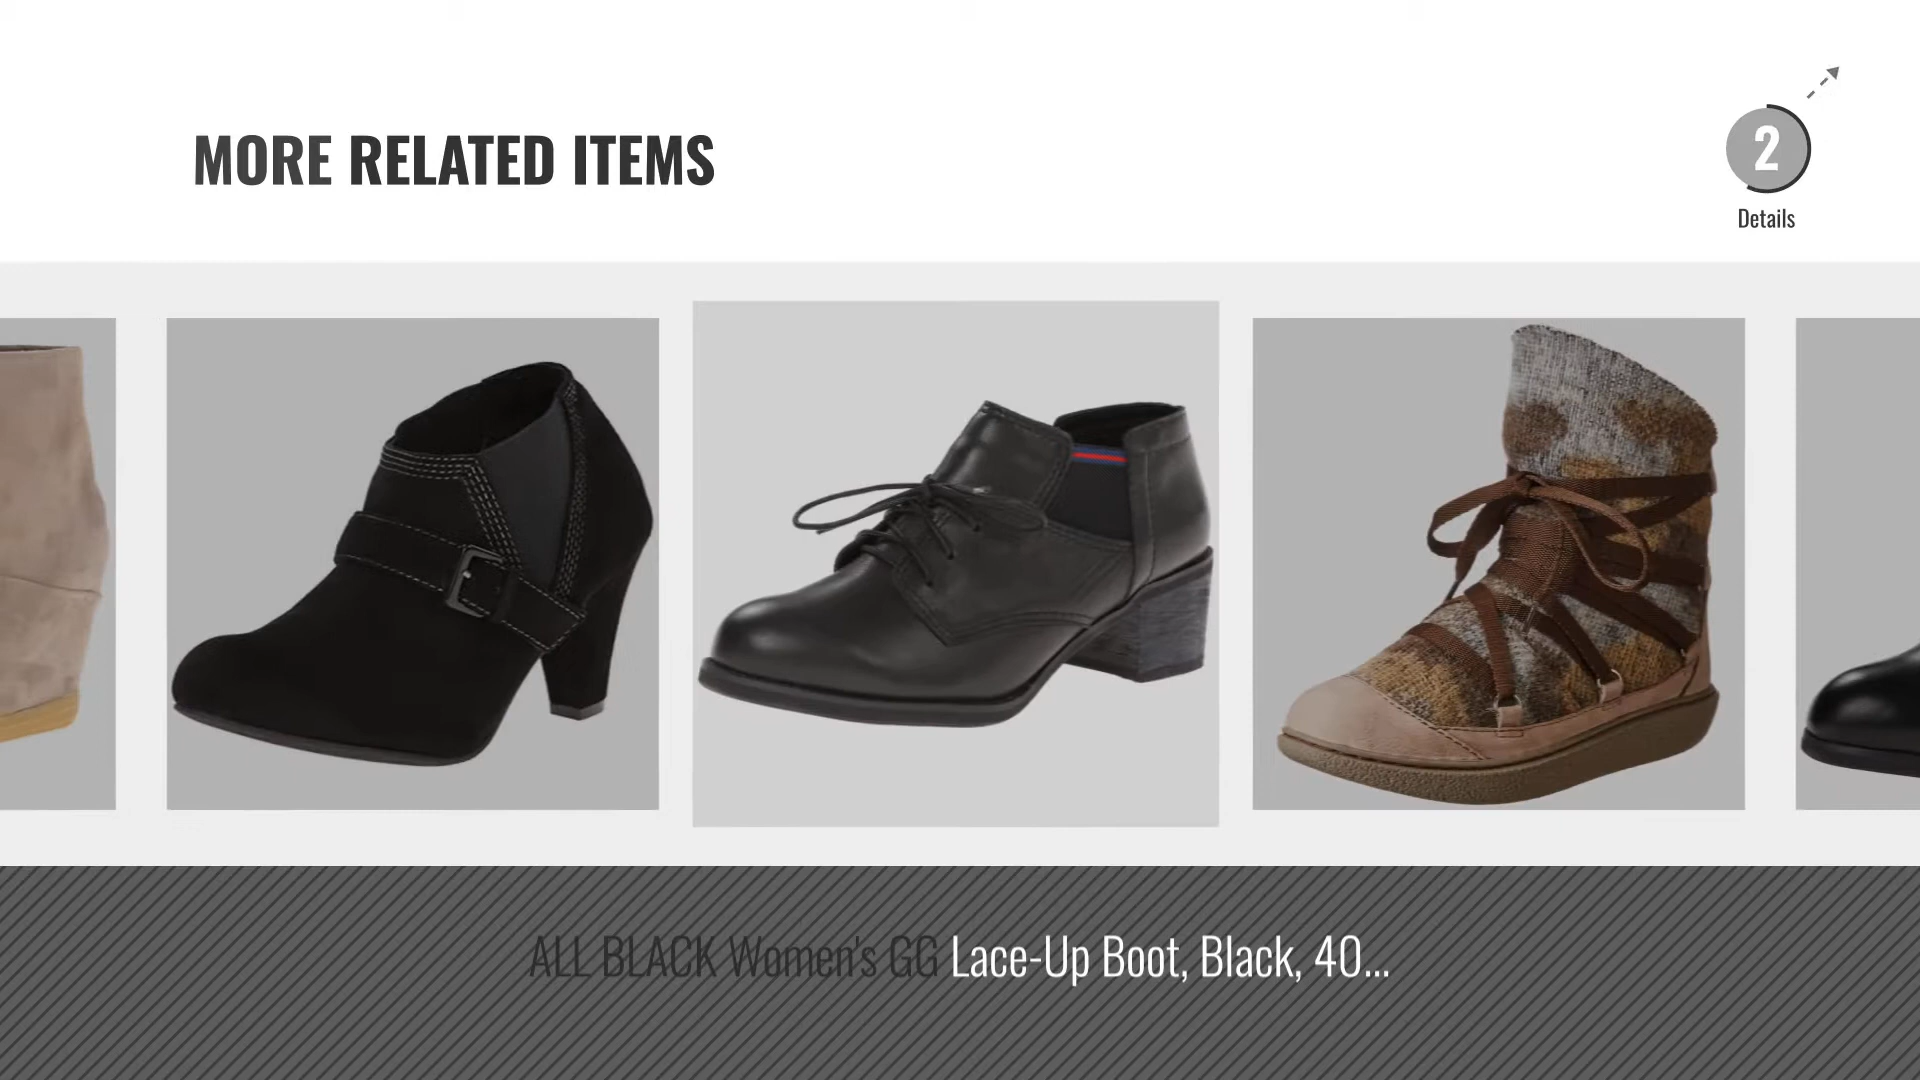 MORE RELATED ITEMS
2
Details
ALL BLACK Women's GG Lace-Up Boot, Black, 40...